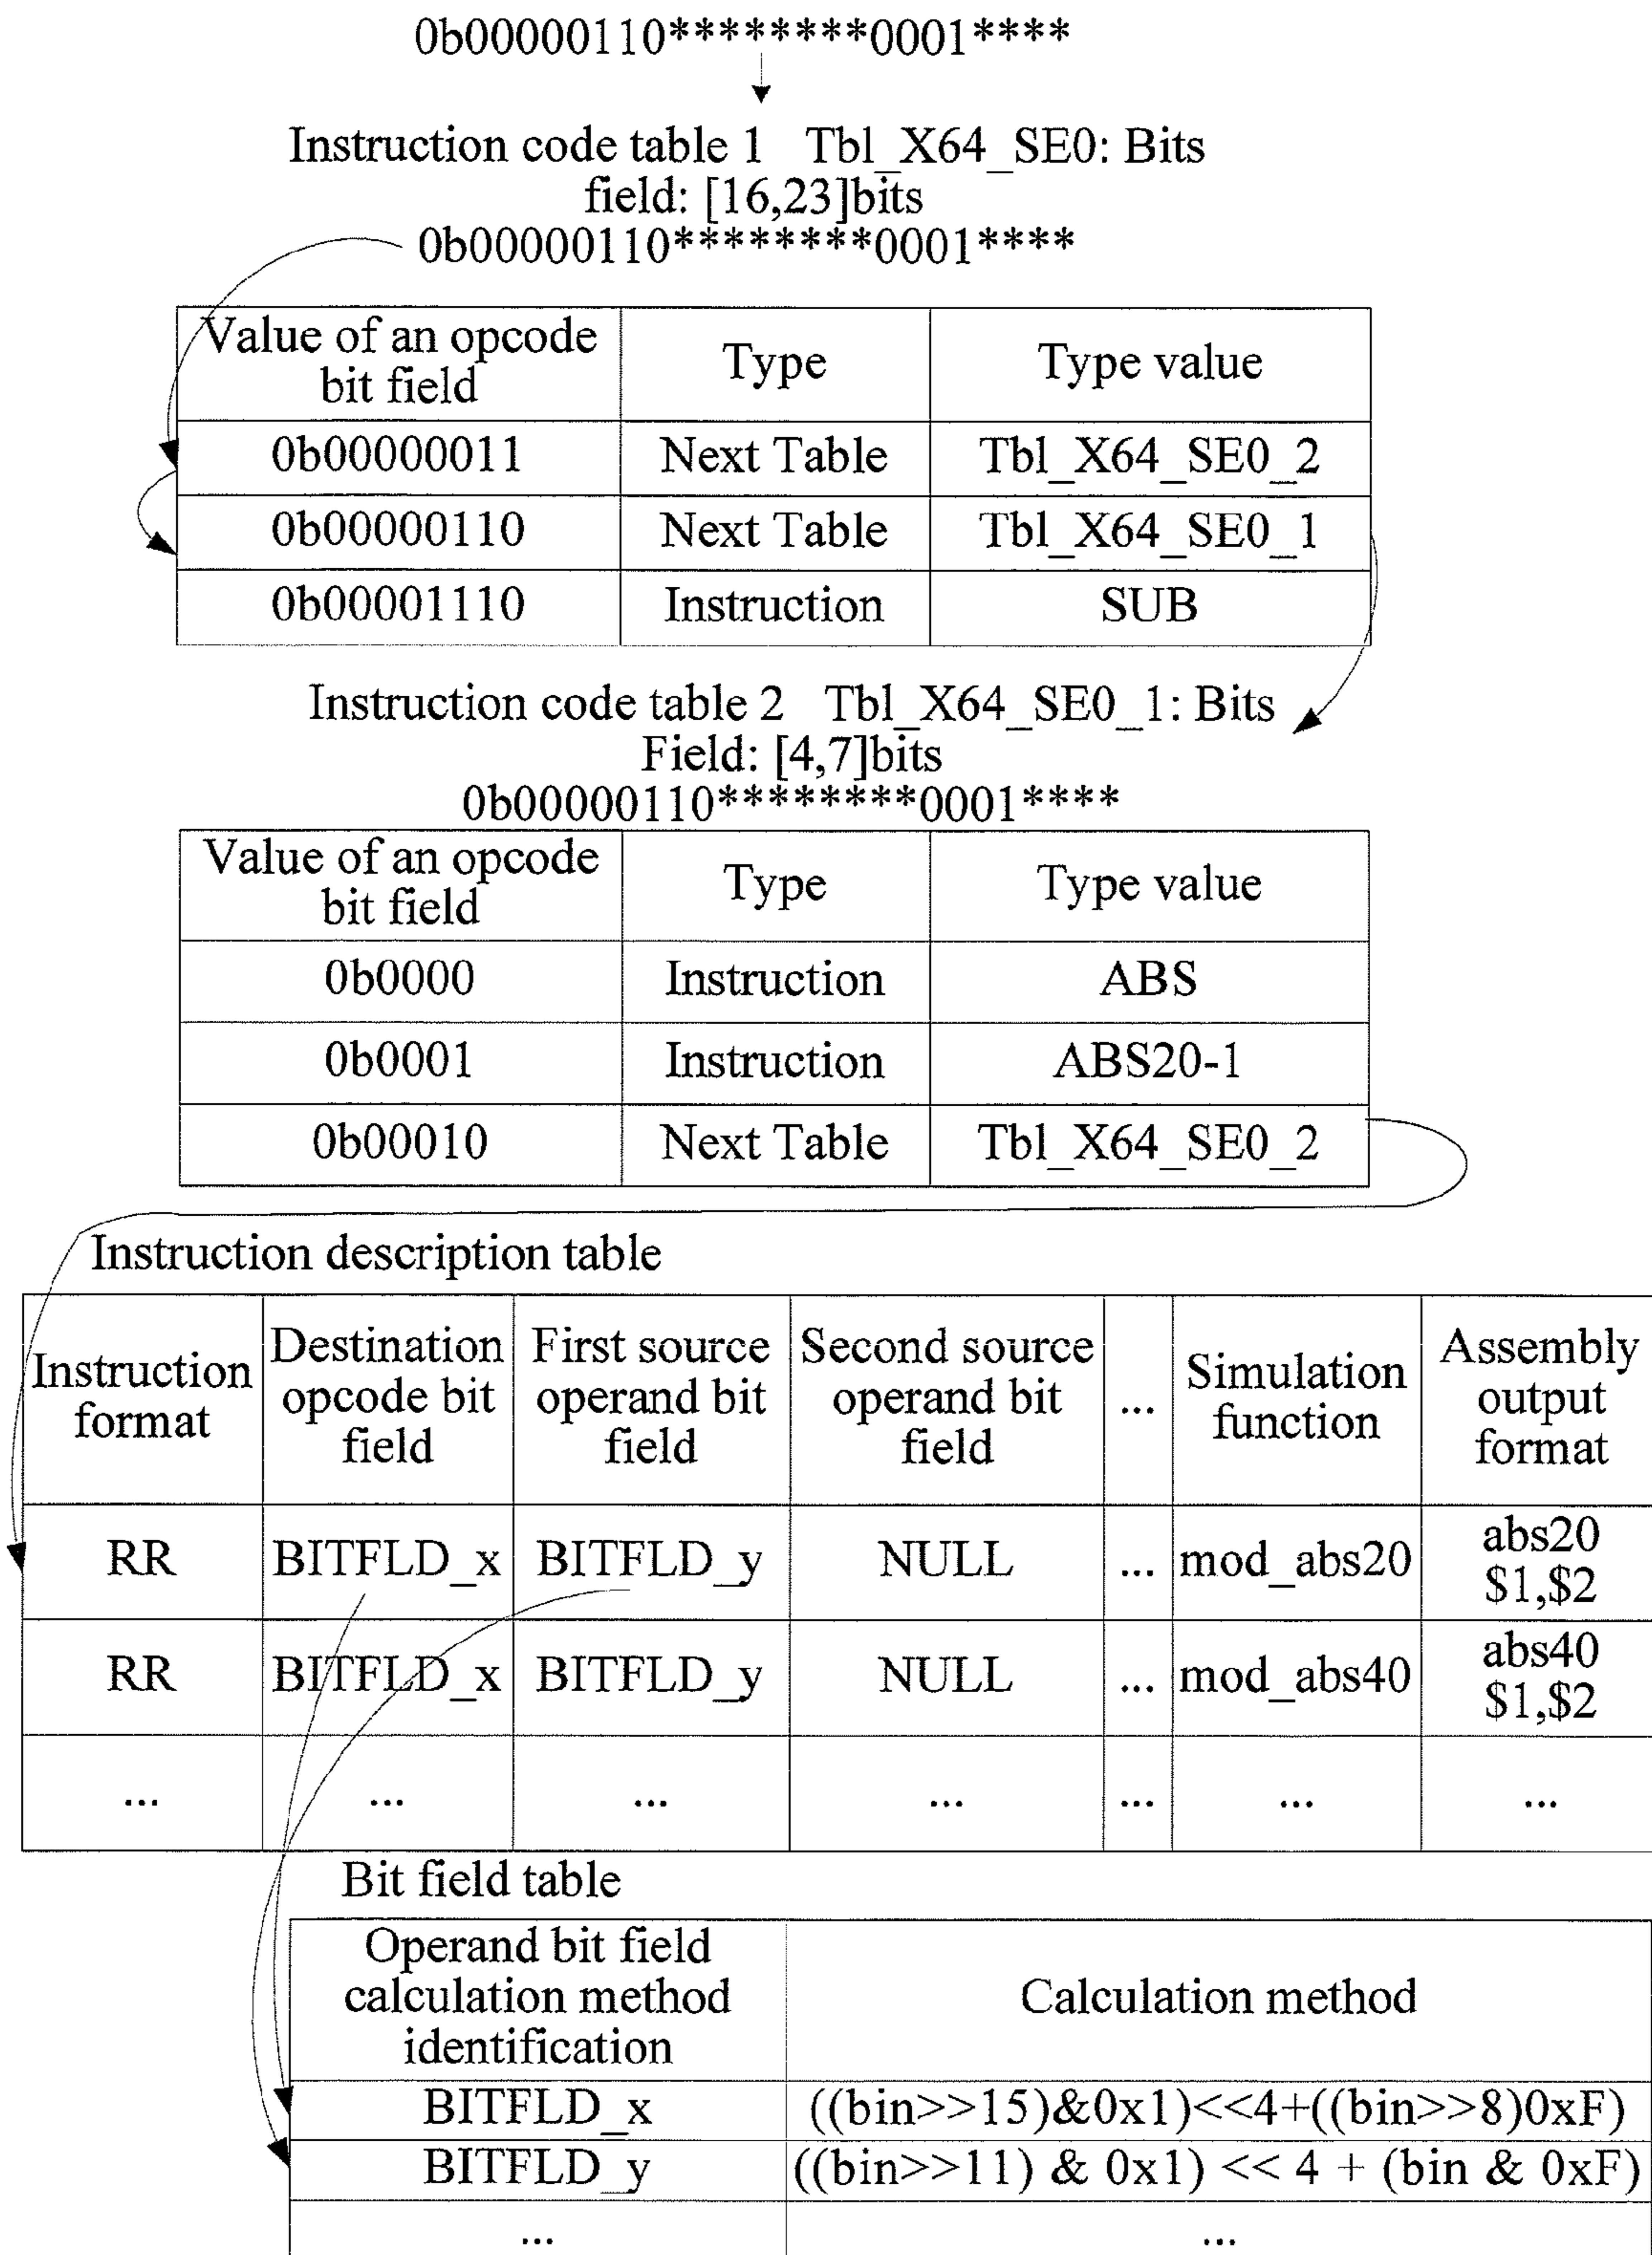 0b00000110********0001****
Instruction code table 1 Tbl_X64_SE0: Bits
field: [16,23]bits
0b00000110********0001****
Value of an opcode bit field	Type	Type value
0b00000011	Next Table	Tbl_X64_SE0_2
0b00000110	Next Table	Tbl_X64_SE0_1
0b00001110	Instruction	SUB
Instruction code table 2 Tbl_X64_SE0_1: Bits
Field: [4,7]bits
0b00000110********0001****
Value of an opcode bit field	Type	Type value
0b0000	Instruction	ABS
0b0001	Instruction	ABS20-1
0b00010	Next Table	Tbl_X64_SE0_2
Instruction description table
Instruction format	Destination opcode bit field	First source operand bit field	Second source operand bit field	...	Simulation function	Assembly output format
RR	BITFLD_x	BITFLD_y	NULL	...	mod_abs20	abs20 $1,$2
RR	BITFLD_x	BITFLD_y	NULL	...	mod_abs40	abs40 $1,$2
...	...	...	...	...	...	...
Bit field table
Operand bit field calculation method identification	Calculation method
BITFLD_x	((bin>>15)&0x1)<<4+((bin>>8)0xF)
BITFLD_y	((bin>>11) & 0x1) << 4 + (bin & 0xF)
...	...